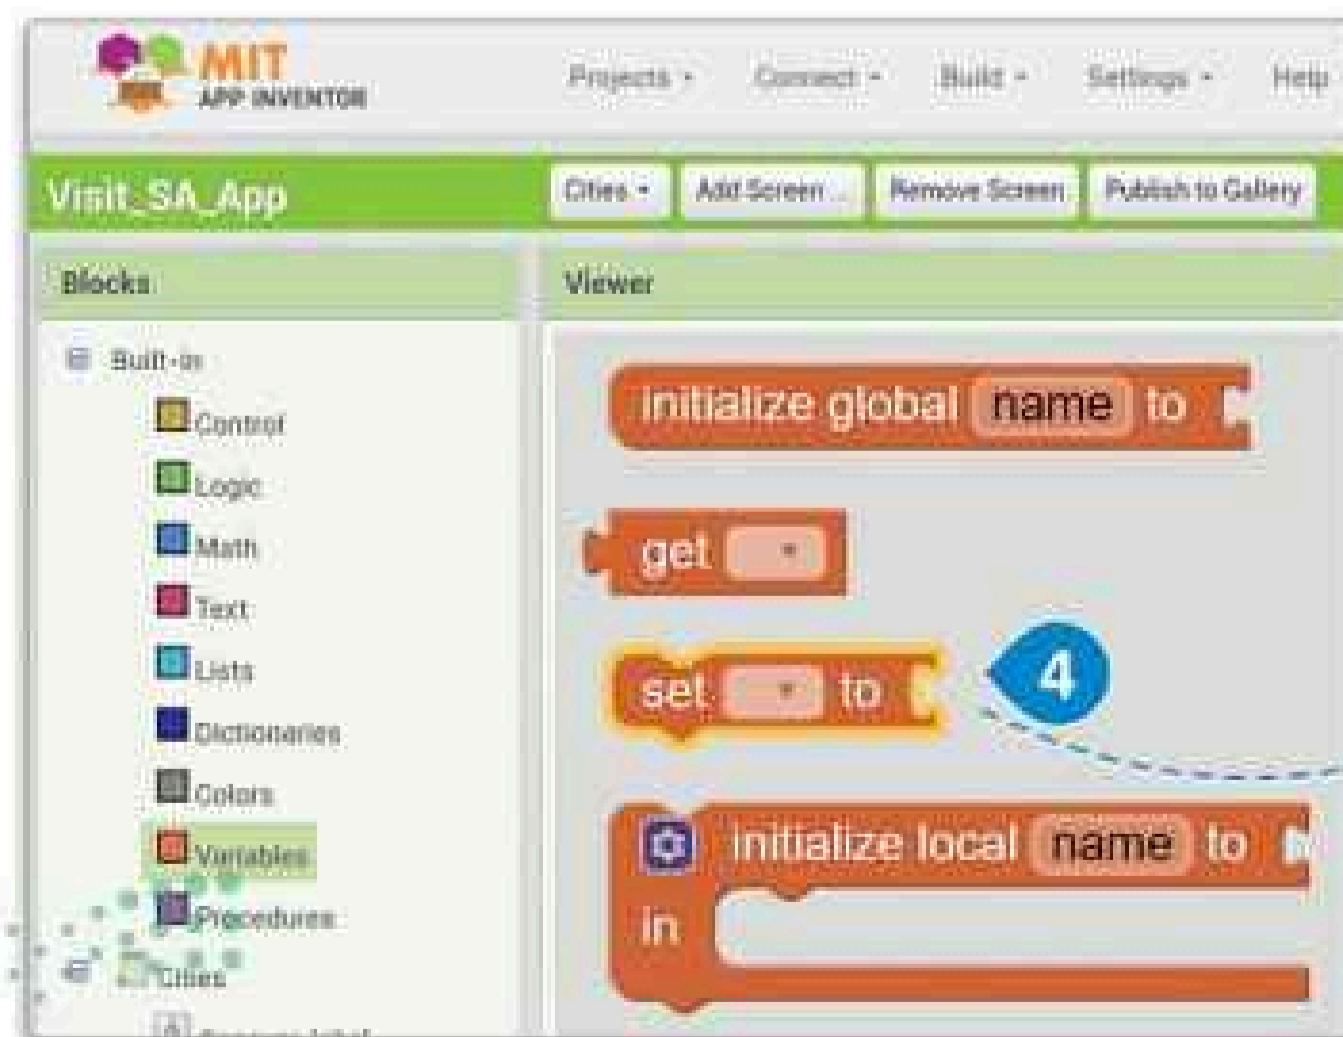 MIT
APP INVENTOR
Projects Connect Build Settings Help
Visit_SA_App
Cities Add Screen ... Remove Screen Publish to Gallery
Blocks
Viewer
Built-in
Control
Logic
Math
Text
Lists
Dictionaries
Colors
Variables
Procedures
Cities
initialize global name to
get
set to
4
initialize local name to
in